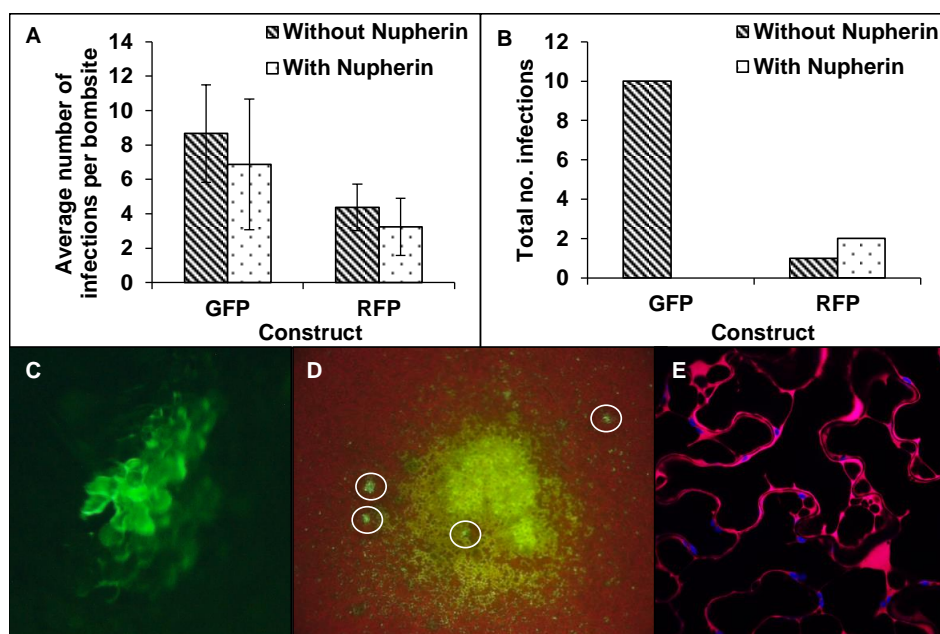 A
Average number of
infections per bombsite
14
12
10
8
6
4
2
0
Without Nupherin
With Nupherin
GFP
RFP
Construct
B
Total no. infections
14
12
10
8
6
4
2
0
Without Nupherin
With Nupherin
GFP
RFP
Construct
C
D
E